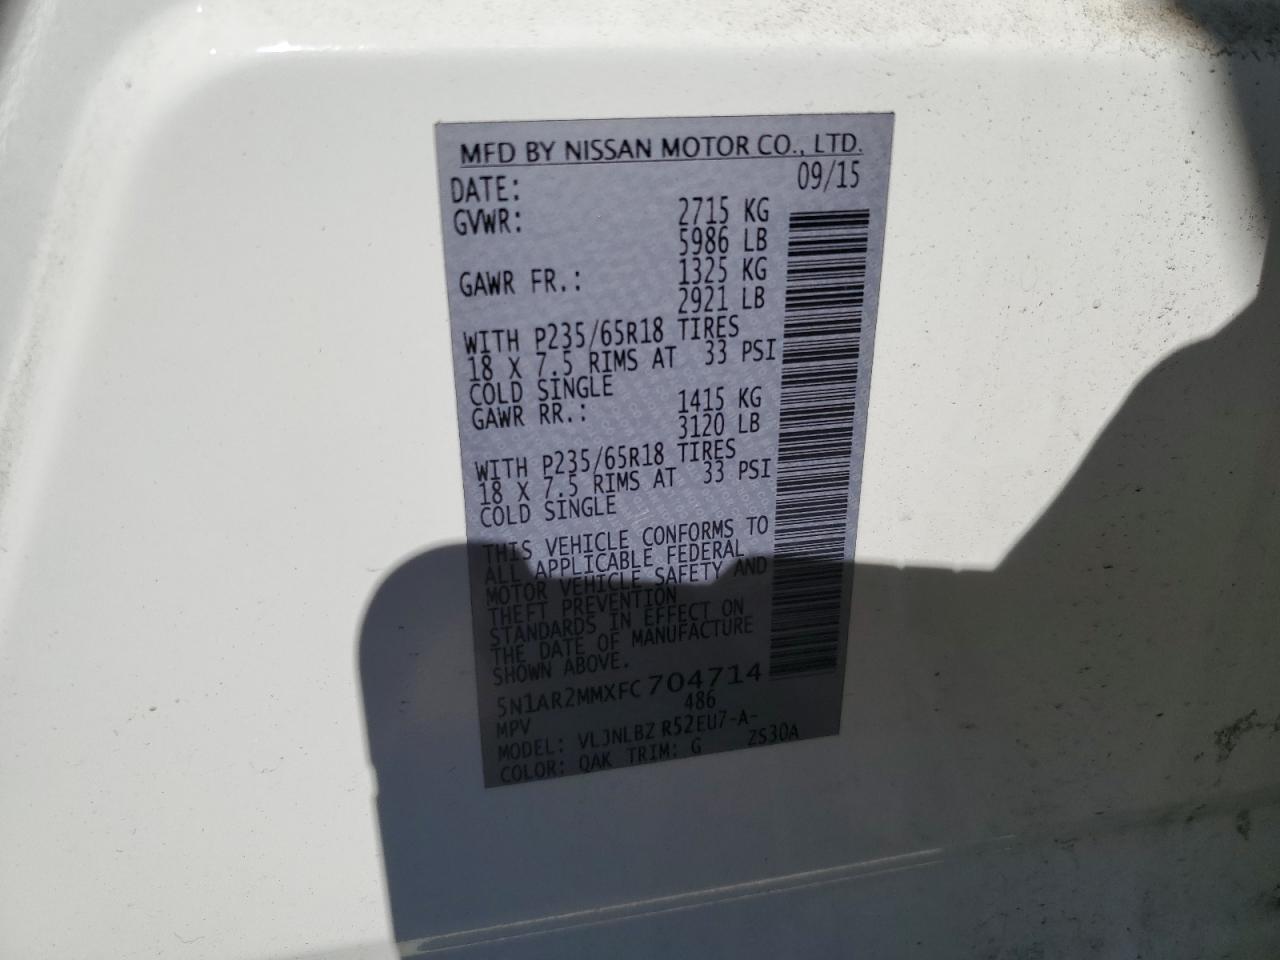 MFD BY NISSAN MOTOR CO., LTD.
DATE: 09/15
GVWR: 2715 KG
5986 LB
GAWR FR.: 1325 KG
2921 LB
WITH P235/65R18 TIRES
18 X 7.5 RIMS AT 33 PSI
COLD SINGLE
GAWR RR.: 1415 KG
3120 LB
WITH P235/65R18 TIRES
18 X 7.5 RIMS AT 33 PSI
COLD SINGLE
THIS VEHICLE CONFORMS TO
ALL APPLICABLE FEDERAL
MOTOR VEHICLE SAFETY AND
THEFT PREVENTION
STANDARDS IN EFFECT ON
THE DATE OF MANUFACTURE
SHOWN ABOVE.
5N1AR2MMXFC704714
MPV 486
MODEL: VLJNLBZ R52EU7-A-
COLOR: QAK TRIM: G ZS30A